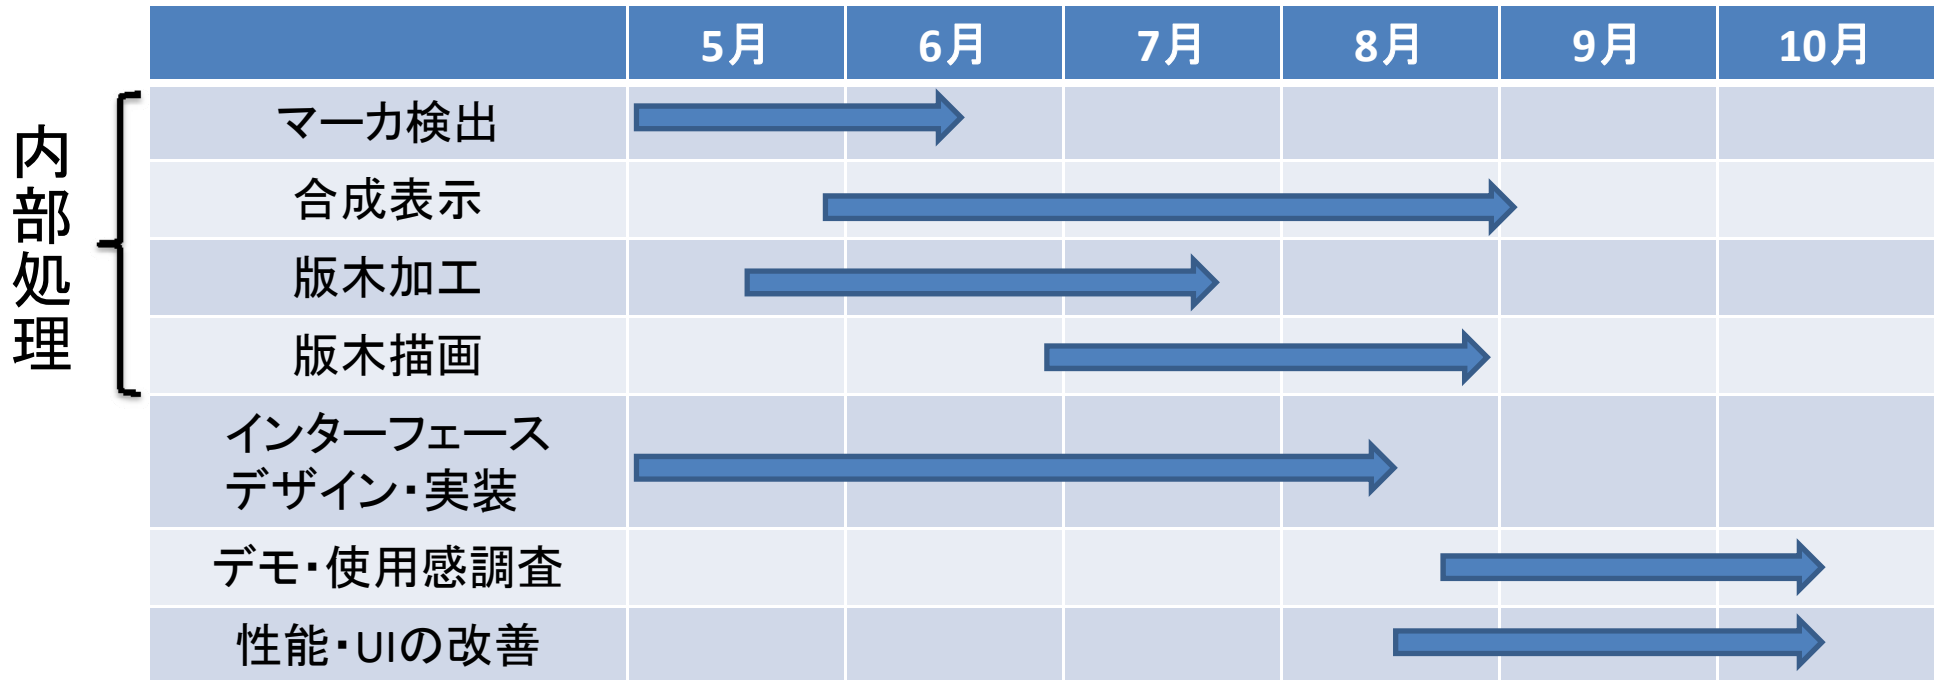 5月 6月 7月 8月 9月 10月
内部処理
マーカ検出
合成表示
版木加工
版木描画
インターフェース
デザイン・実装
デモ・使用感調査
性能・UIの改善